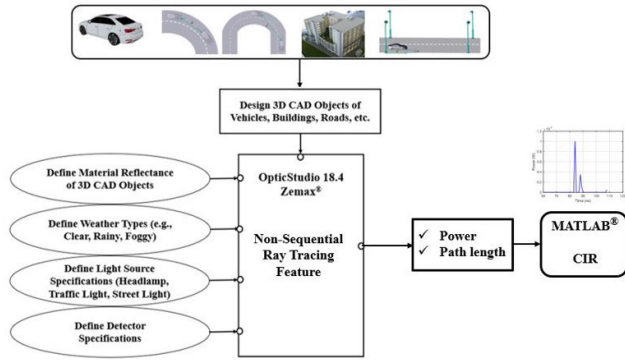 Design 3D CAD Objects of
Vehicles, Buildings, Roads, etc.
Define Material Reflectance
of 3D CAD Objects
Define Weather Types (e.g.,
Clear, Rainy, Foggy)
Define Light Source
Specifications (Headlamp,
Traffic Light, Street Light)
Define Detector
Specifications
OpticStudio 18.4
Zemax®
Non-Sequential
Ray Tracing
Feature
✓ Power
✓ Path length
Time (ns)
MATLAB®
CIR